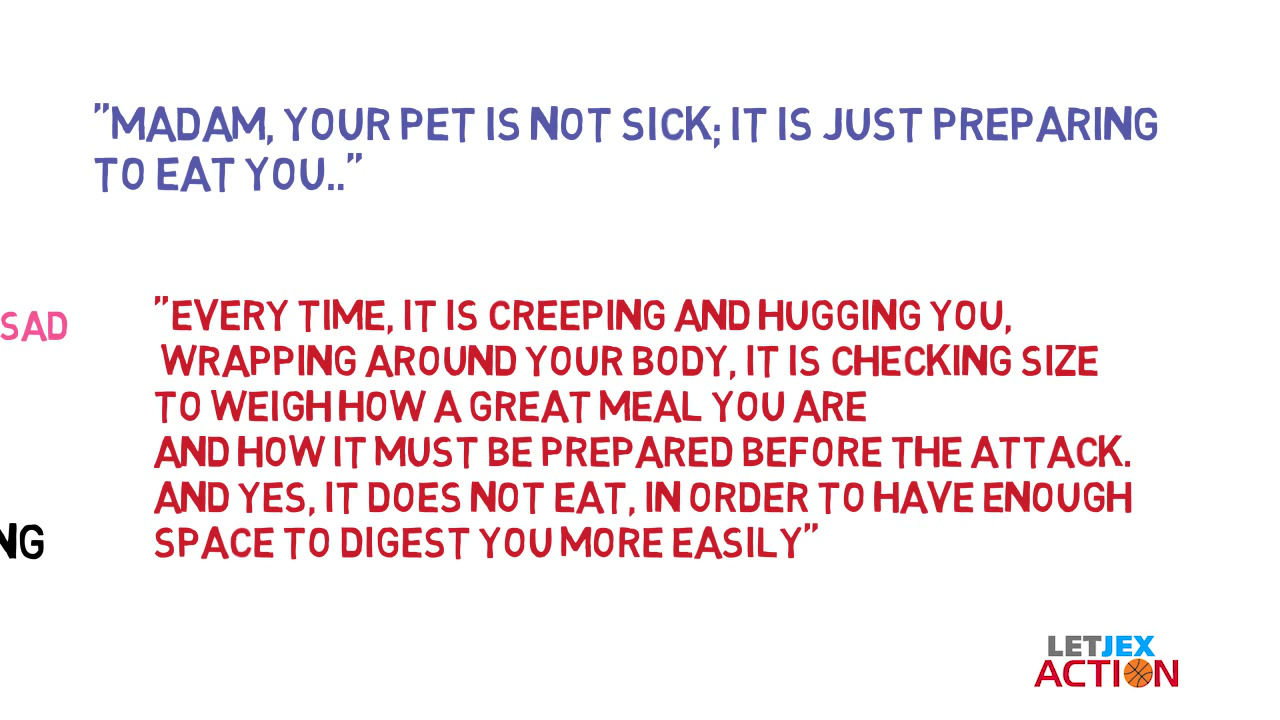 "MADAM, YOUR PET IS NOT SICK; IT IS JUST PREPARING
TO EAT YOU.."
SAD
"EVERY TIME, IT IS CREEPING AND HUGGING YOU,
WRAPPING AROUND YOUR BODY, IT IS CHECKING SIZE
TO WEIGH HOW A GREAT MEAL YOU ARE
AND HOW IT MUST BE PREPARED BEFORE THE ATTACK.
AND YES, IT DOES NOT EAT, IN ORDER TO HAVE ENOUGH
NG
SPACE TO DIGEST YOU MORE EASILY"
LETJEX
ACTION